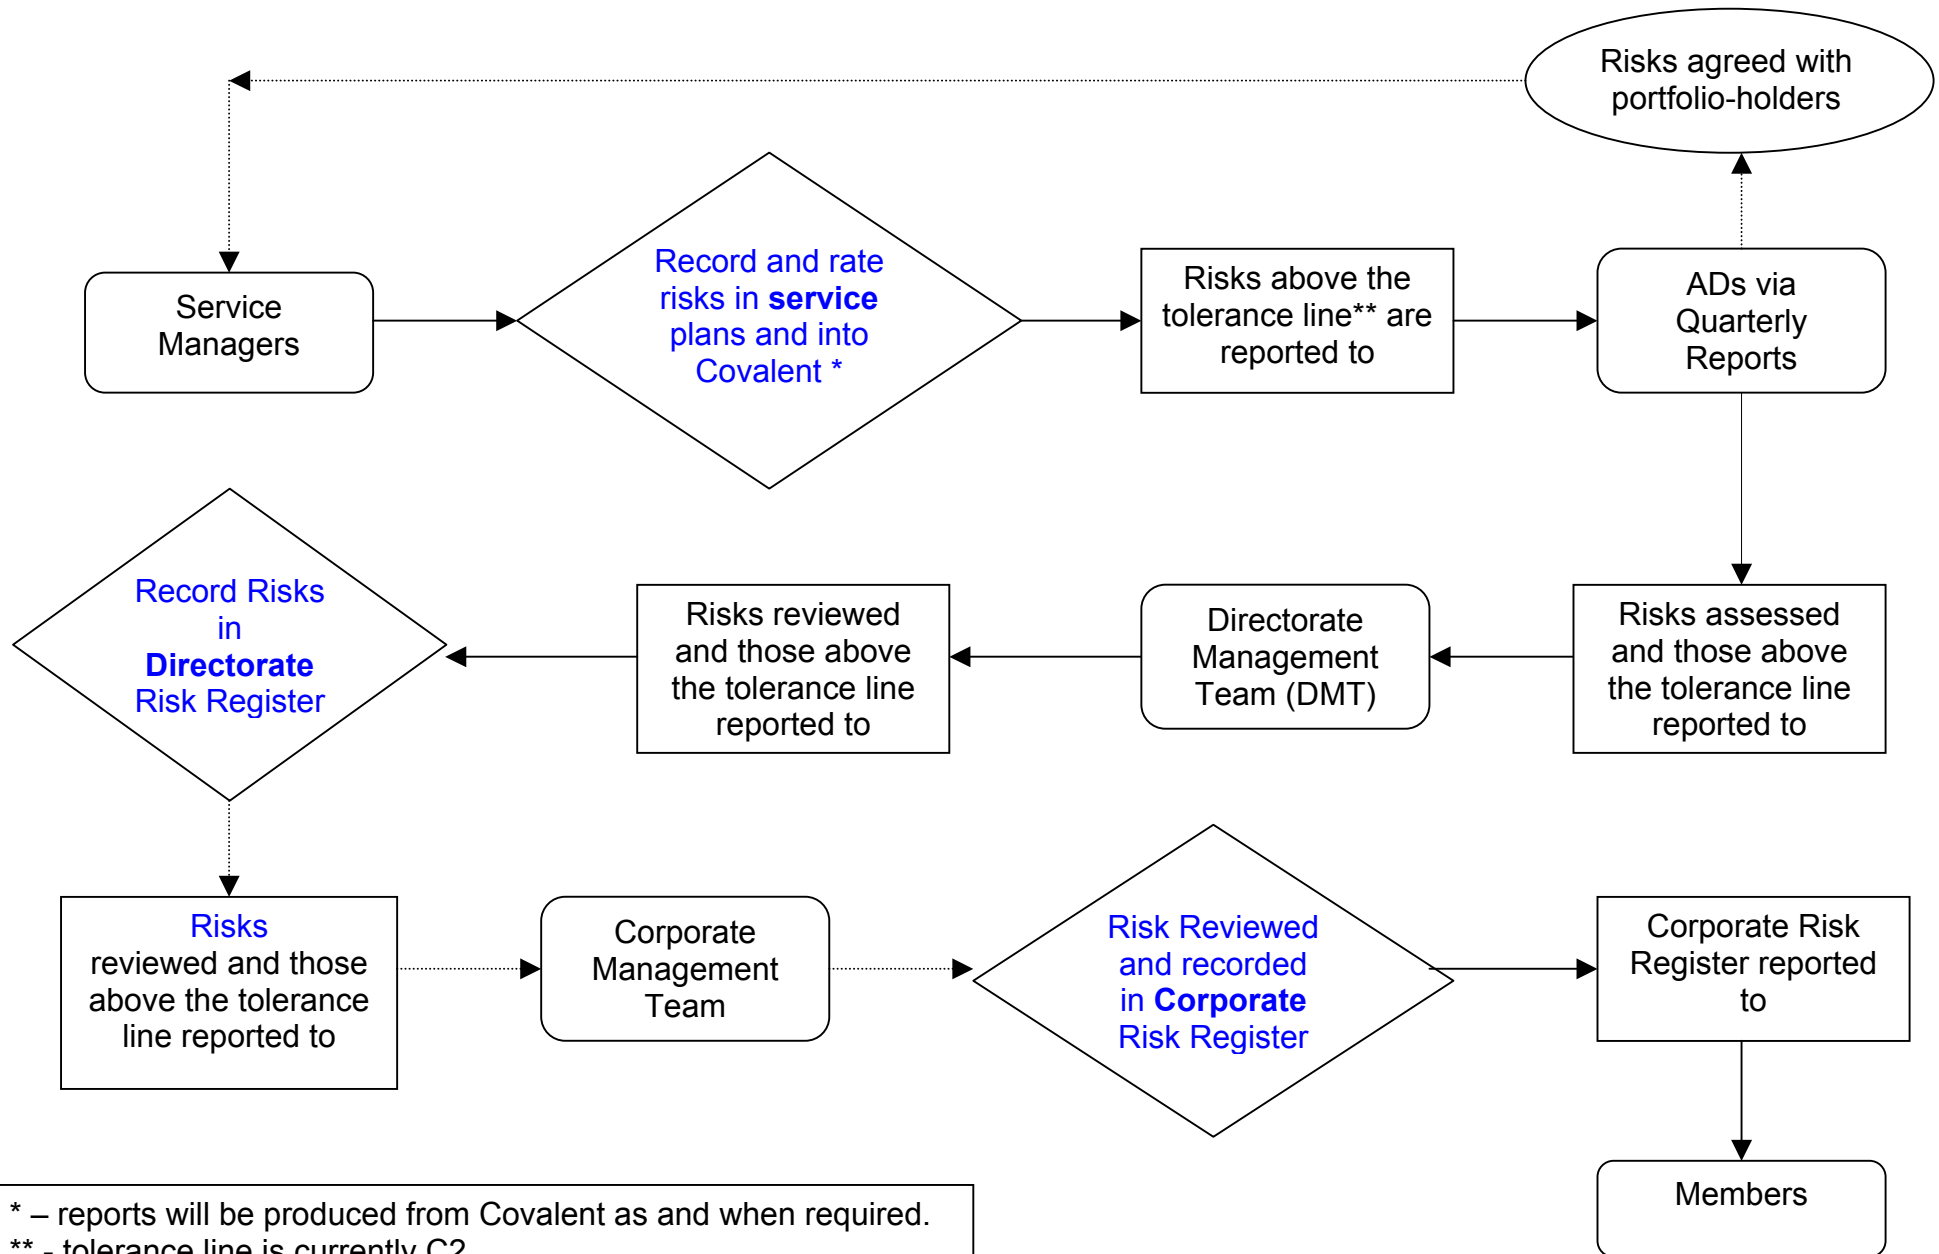 Risks agreed with
portfolio-holders
Service
Managers
Record and rate
risks in service
plans and into
Covalent *
Risks above the
tolerance line** are
reported to
ADs via
Quarterly
Reports
Record Risks
in
Directorate
Risk Register
Risks reviewed
and those above
the tolerance line
reported to
Directorate
Management
Team (DMT)
Risks assessed
and those above
the tolerance line
reported to
Risks
reviewed and those
above the tolerance
line reported to
Corporate
Management
Team
Risk Reviewed
and recorded
in Corporate
Risk Register
Corporate Risk
Register reported
to
Members
* – reports will be produced from Covalent as and when required.
** - tolerance line is currently C2